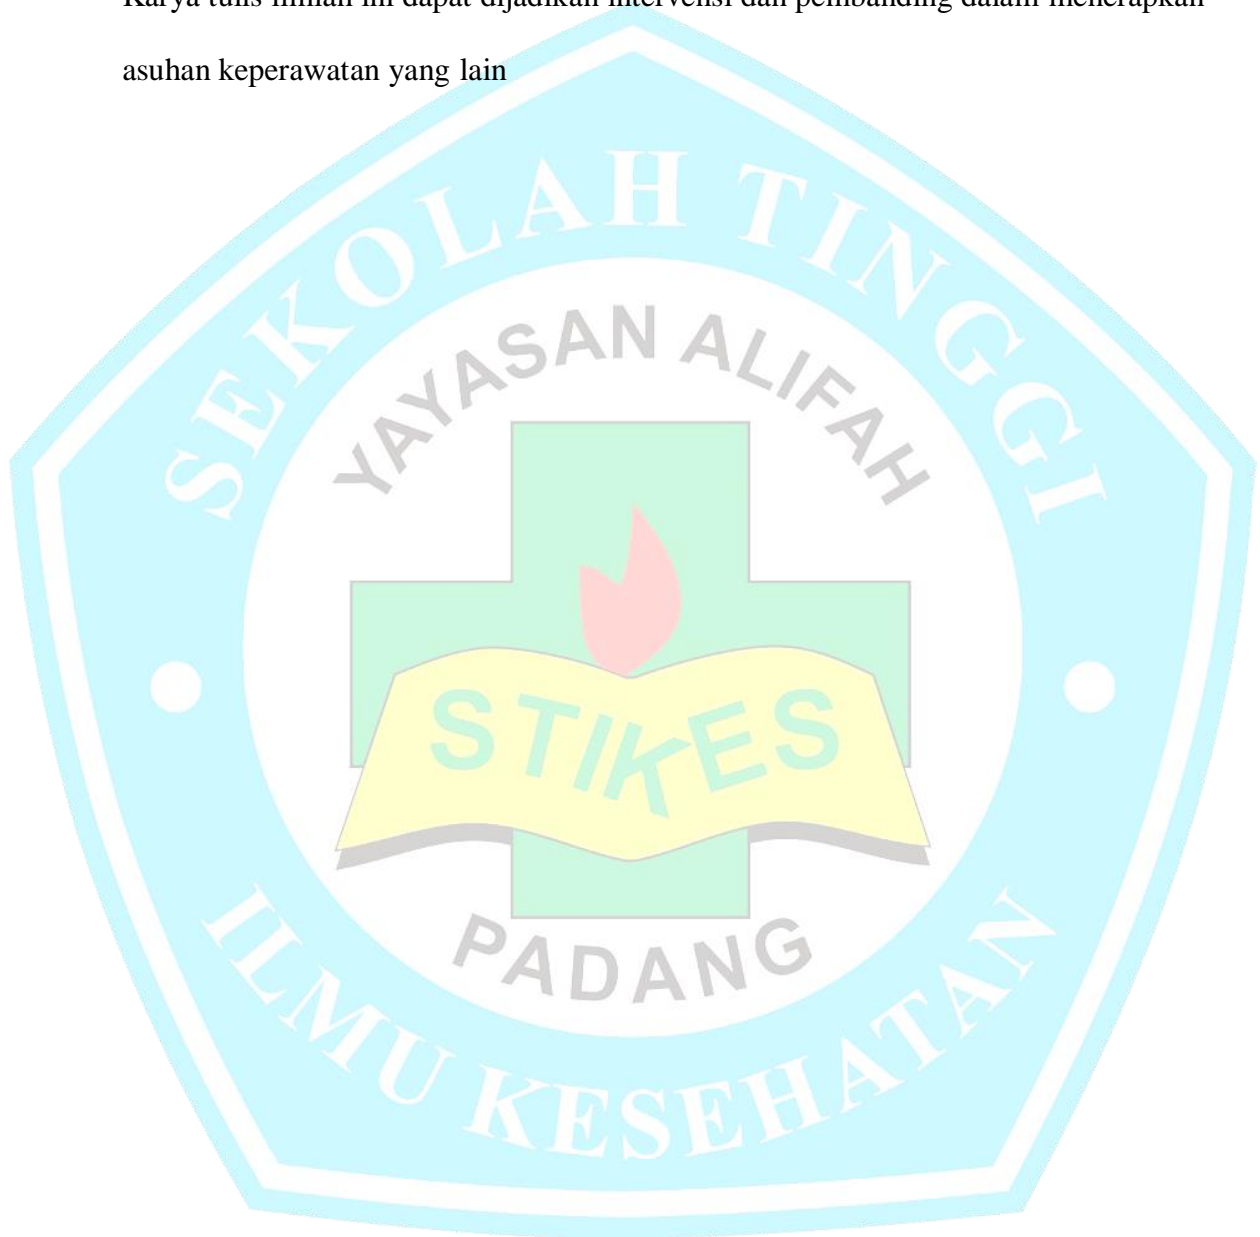 Karya tulis ilmiah ini dapat dijadikan intervensi dan pembanding dalam menerapkan
asuhan keperawatan yang lain
SEKOLAH TINGGI
YAYASAN ALIFAH
STIKES
PADANG
ILMU KESEHATAN